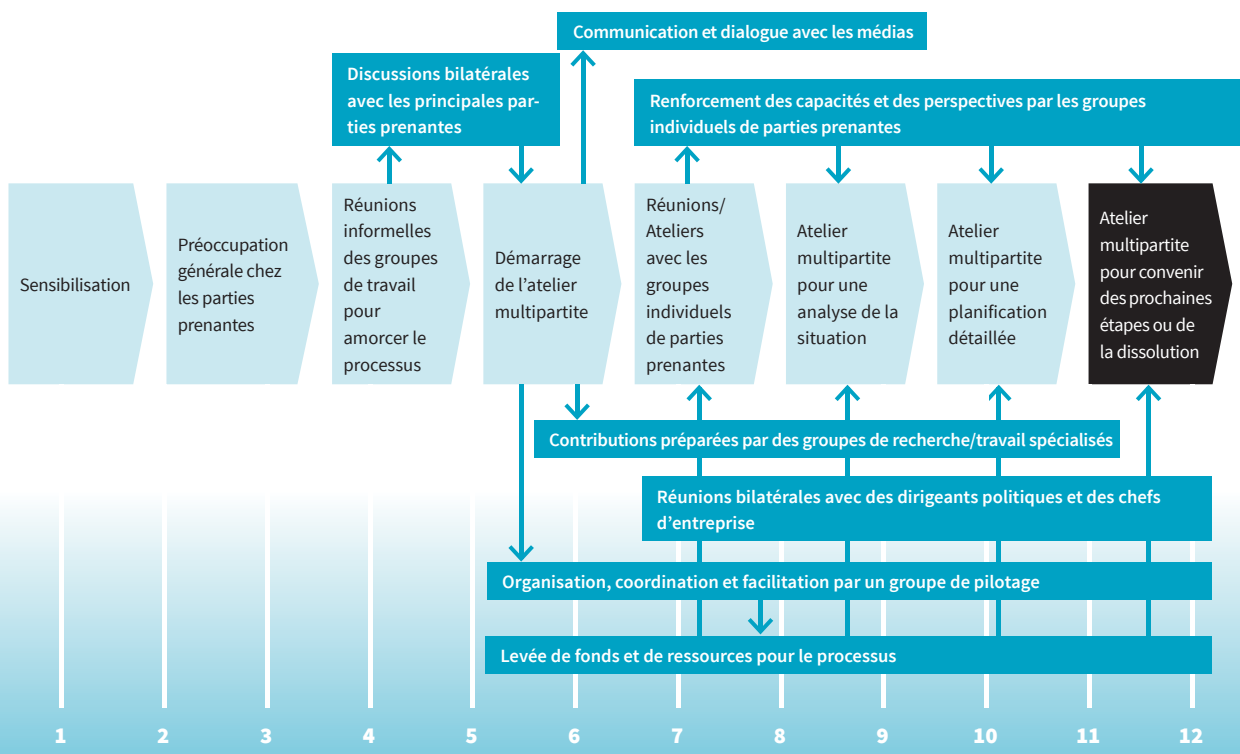 Communication et dialogue avec les médias
Discussions bilatérales
avec les principales par-
ties prenantes
Renforcement des capacités et des perspectives par les groupes
individuels de parties prenantes
Sensibilisation
Préoccupation
générale chez
les parties
prenantes
Réunions
informelles
des groupes
de travail
pour
amorcer le
processus
Démarrage
de l’atelier
multipartite
Réunions/
Ateliers
avec les
groupes
individuels
de parties
prenantes
Atelier
multipartite
pour une
analyse de la
situation
Atelier
multipartite
pour une
planification
détaillée
Atelier
multipartite
pour convenir
des prochaines
étapes ou de
la dissolution
Contributions préparées par des groupes de recherche/travail spécialisés
Réunions bilatérales avec des dirigeants politiques et des chefs
d’entreprise
Organisation, coordination et facilitation par un groupe de pilotage
Levée de fonds et de ressources pour le processus
1 2 3 4 5 6 7 8 9 10 11 12